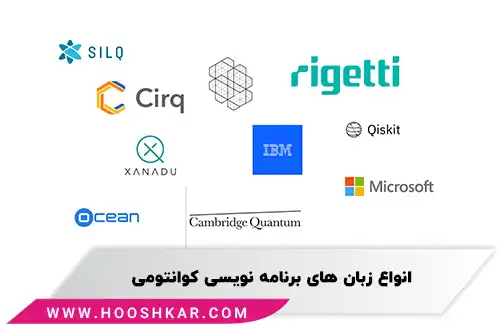 SILQ
Cirq
rigetti
Qiskit
XANADU
IBM
Microsoft
Ocean
Cambridge Quantum
انواع زبان های برنامه نویسی کوانتومی
WWW.HOOSHKAR.COM